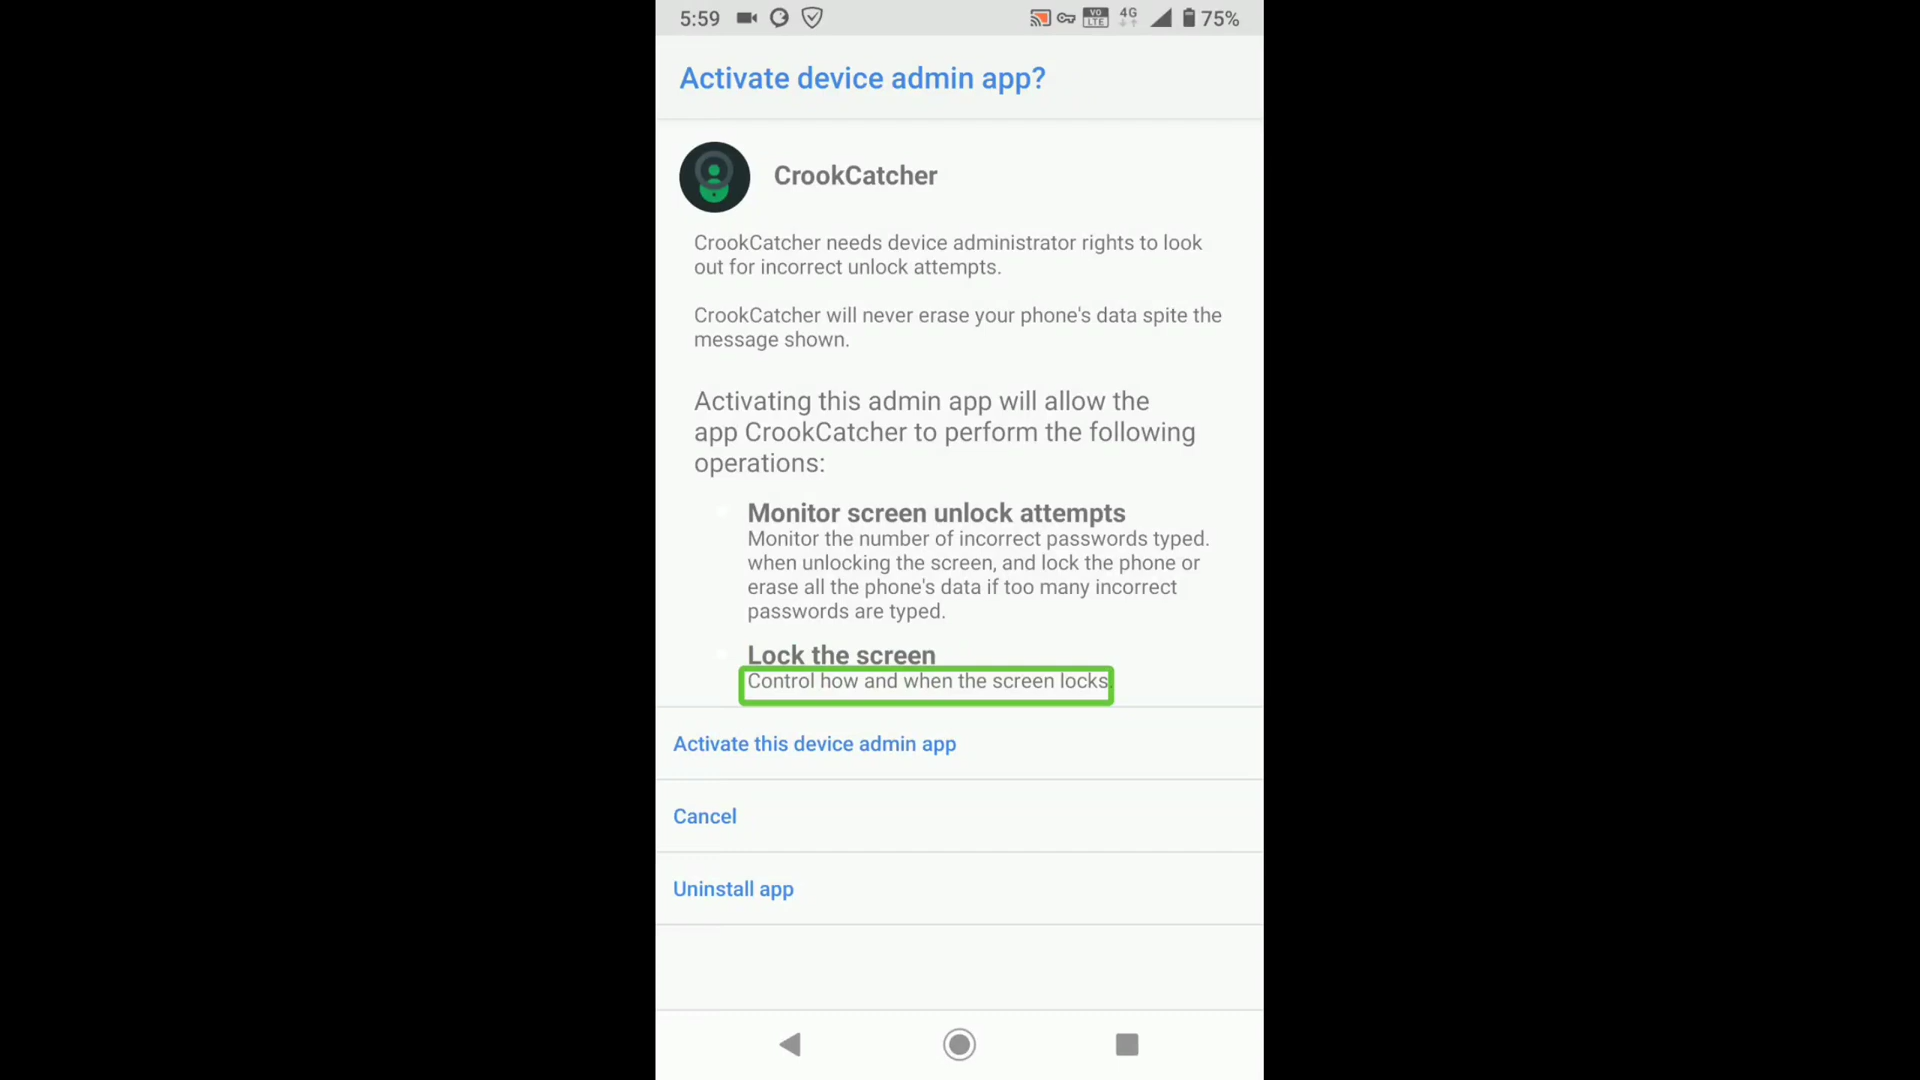 5:59
VO
LTE
4G
75%
Activate device admin app?
CrookCatcher
CrookCatcher needs device administrator rights to look
out for incorrect unlock attempts.
CrookCatcher will never erase your phone's data spite the
message shown.
Activating this admin app will allow the
app CrookCatcher to perform the following
operations:
Monitor screen unlock attempts
Monitor the number of incorrect passwords typed.
when unlocking the screen, and lock the phone or
erase all the phone's data if too many incorrect
passwords are typed.
Lock the screen
Control how and when the screen locks.
Activate this device admin app
Cancel
Uninstall app